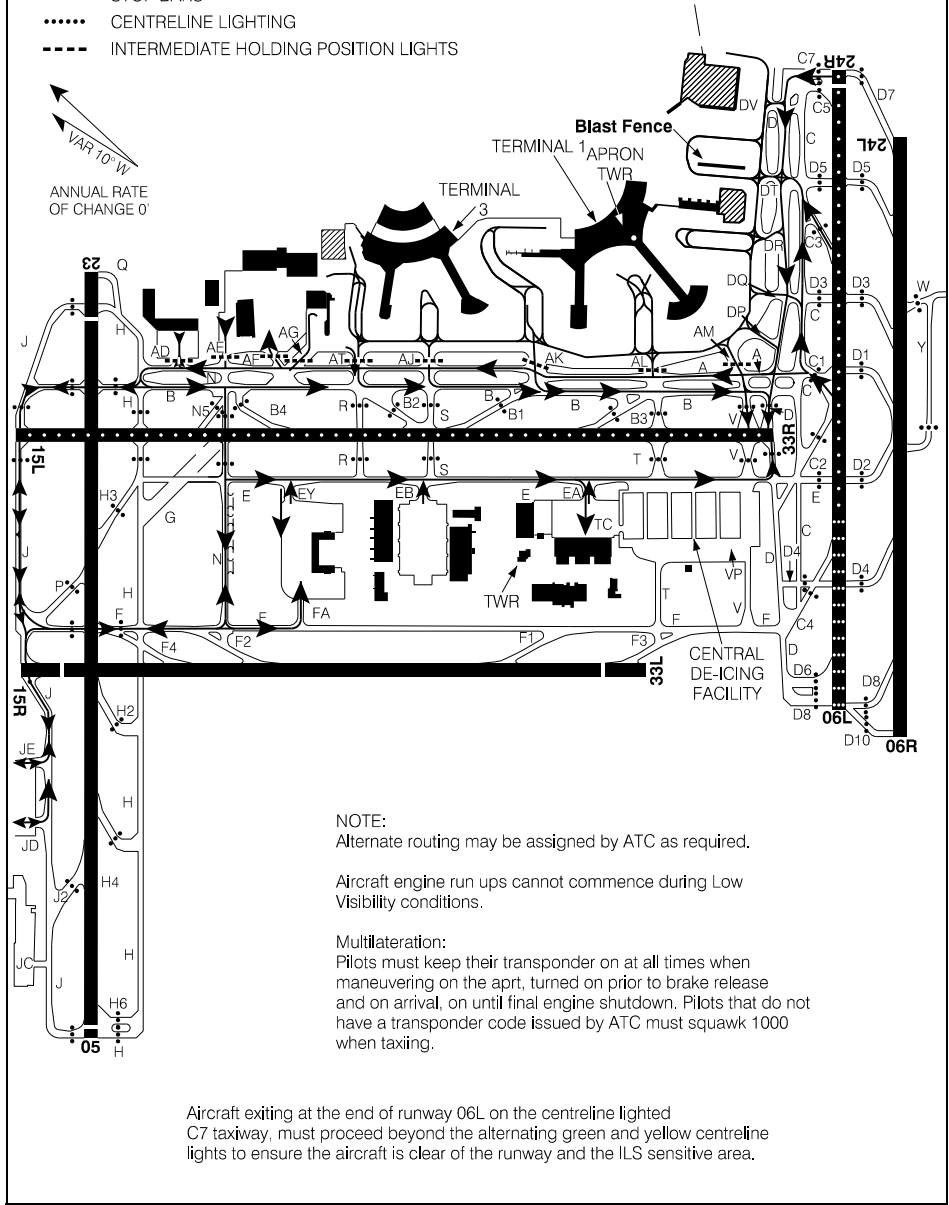 CENTRELINE LIGHTING
INTERMEDIATE HOLDING POSITION LIGHTS
VAR 10° W
ANNUAL RATE
OF CHANGE 0'
Blast Fence
TERMINAL 1
APRON
TWR
TERMINAL
3
C7
24R
D7
C5
DV
D
C
24L
D5
D5
DT
DR
C3
DQ
D3
D3
DP
C
W
Y
23
Q
J
H
AD
AE
AF
AG
AT
AJ
AK
AL
AM
A
A
C1
D1
N
B
H
N5
B4
R
B2
S
B
B1
B
B3
B
V
D
C
15L
33R
R
S
T
V
C2
D2
H3
G
E
EY
EB
E
EA
E
TC
C
J
N
D
D4
D4
P
H
TWR
VP
T
V
F
F
F
F
FA
C4
F4
F2
F1
F3
D
33L
CENTRAL
DE-ICING
FACILITY
D6
D8
D8
06L
D10
06R
15R
J
H2
JE
H
JD
H4
J2
JC
J
H
H6
05
H
NOTE:
Alternate routing may be assigned by ATC as required.
Aircraft engine run ups cannot commence during Low
Visibility conditions.
Multilateration:
Pilots must keep their transponder on at all times when
maneuvering on the aprt, turned on prior to brake release
and on arrival, on until final engine shutdown. Pilots that do not
have a transponder code issued by ATC must squawk 1000
when taxiing.
Aircraft exiting at the end of runway 06L on the centreline lighted
C7 taxiway, must proceed beyond the alternating green and yellow centreline
lights to ensure the aircraft is clear of the runway and the ILS sensitive area.